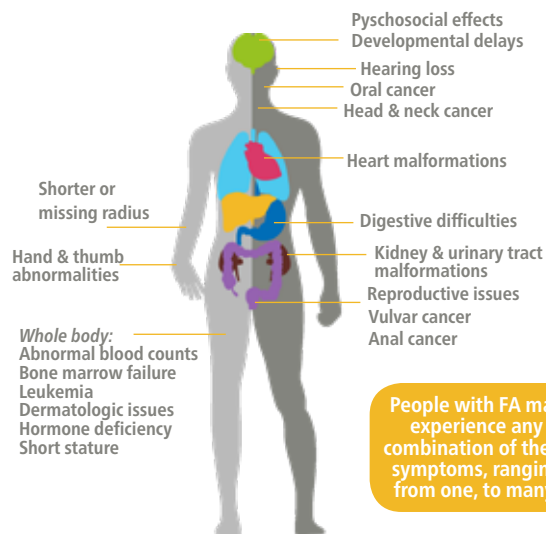 Pyschosocial effects
Developmental delays
Hearing loss
Oral cancer
Head & neck cancer
Heart malformations
Shorter or
missing radius
Digestive difficulties
Hand & thumb
abnormalities
Kidney & urinary tract
malformations
Reproductive issues
Vulvar cancer
Anal cancer
Whole body:
Abnormal blood counts
Bone marrow failure
Leukemia
Dermatologic issues
Hormone deficiency
Short stature
People with FA ma
experience any
combination of the
symptoms, rangin
from one, to many